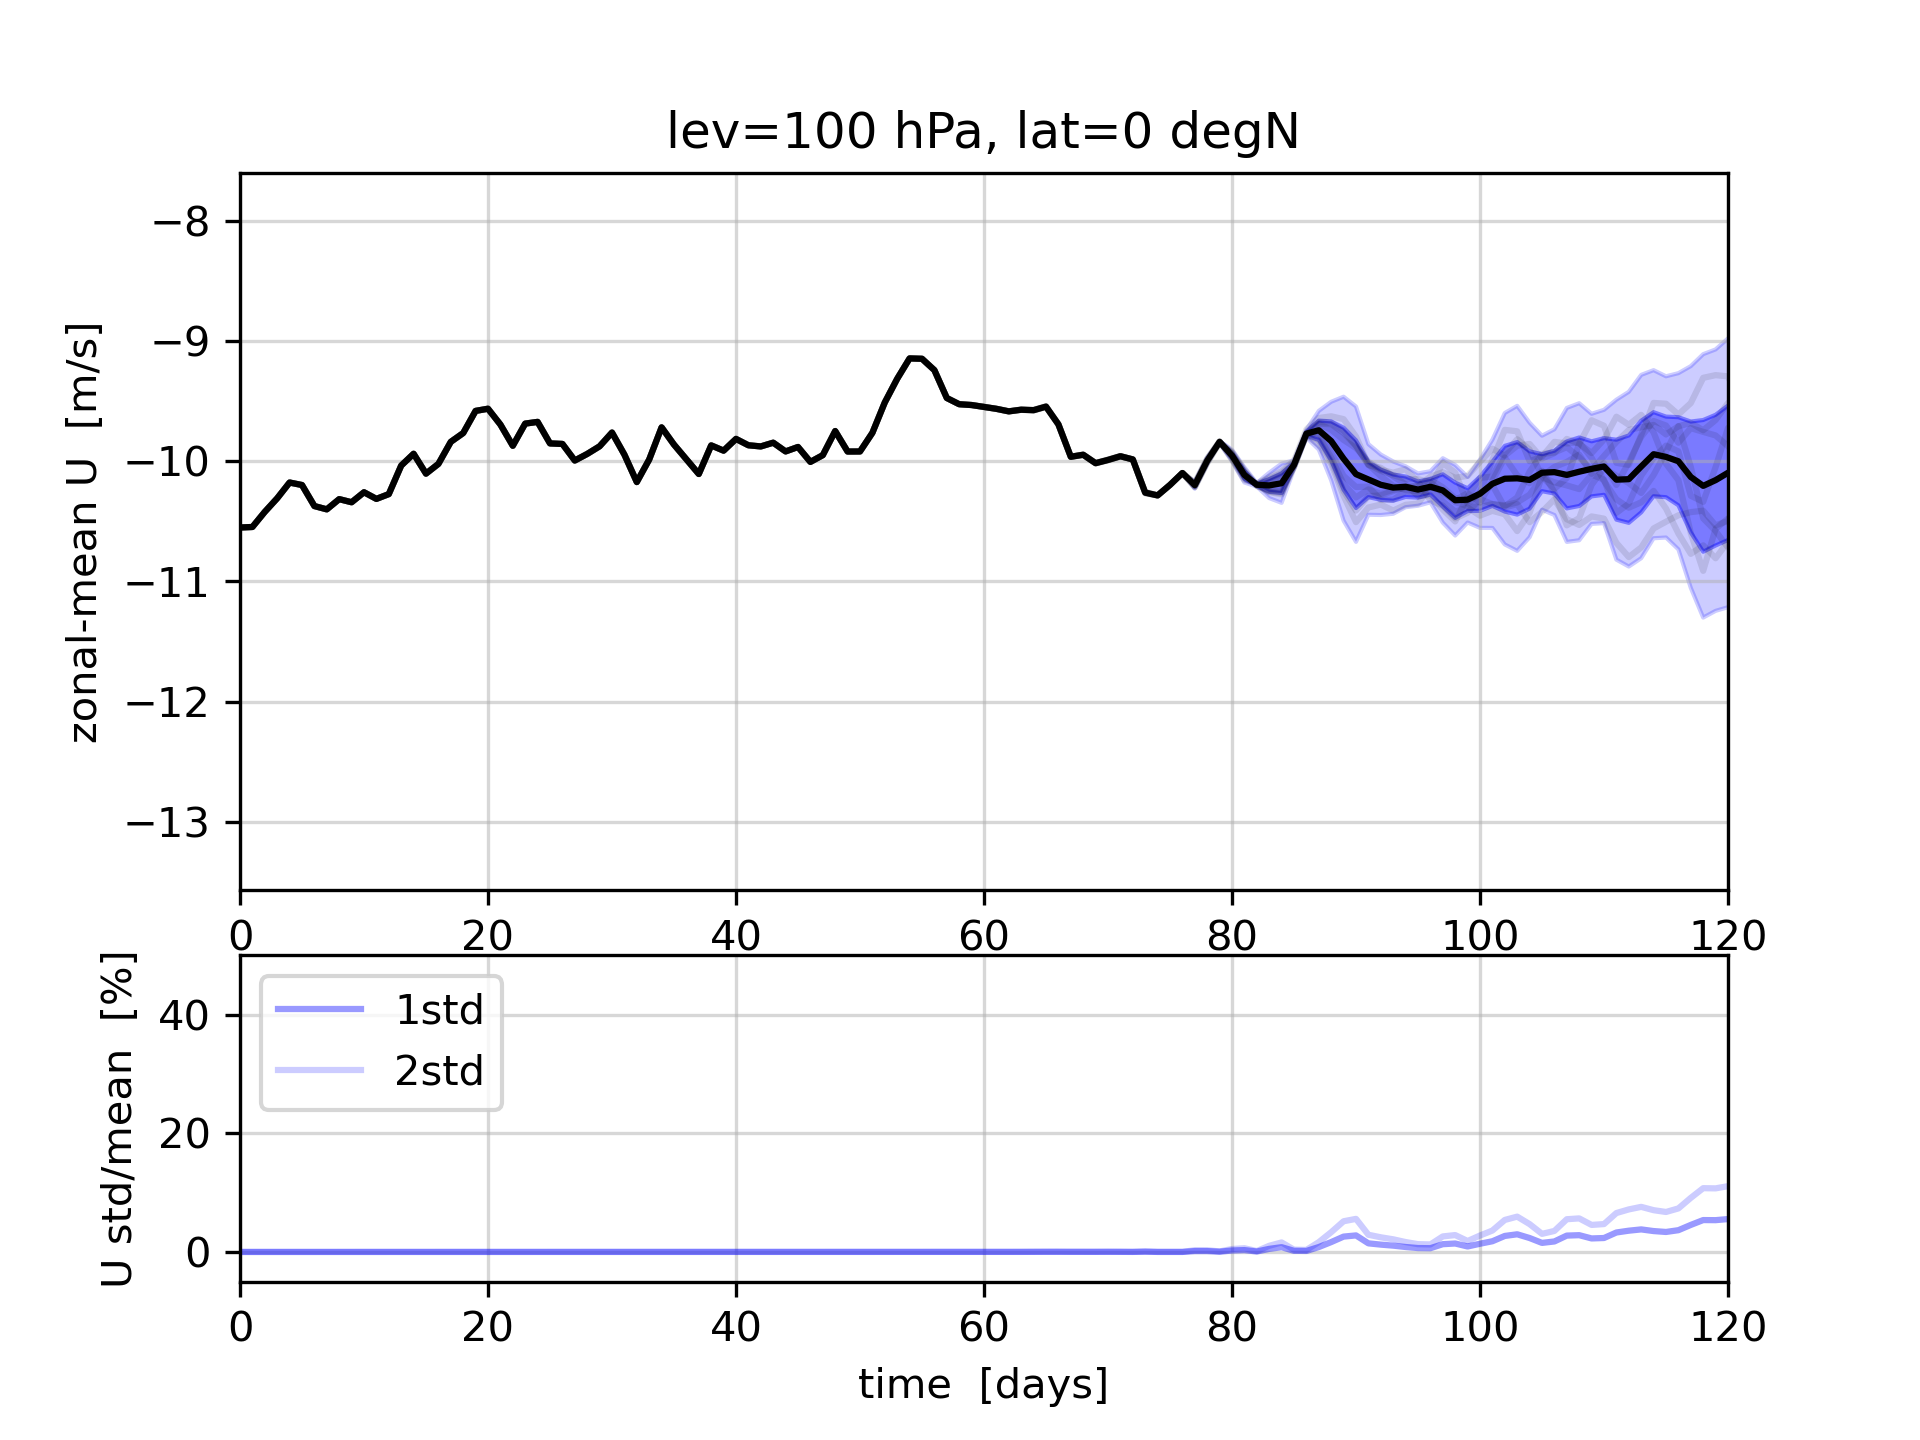 lev=100 hPa, lat=0 degN
zonal-mean U [m/s]
−8
−9
−10
−11
−12
−13
0 20 40 60 80 100 120
U std/mean [%]
40
20
0
1std
2std
0 20 40 60 80 100 120
time [days]